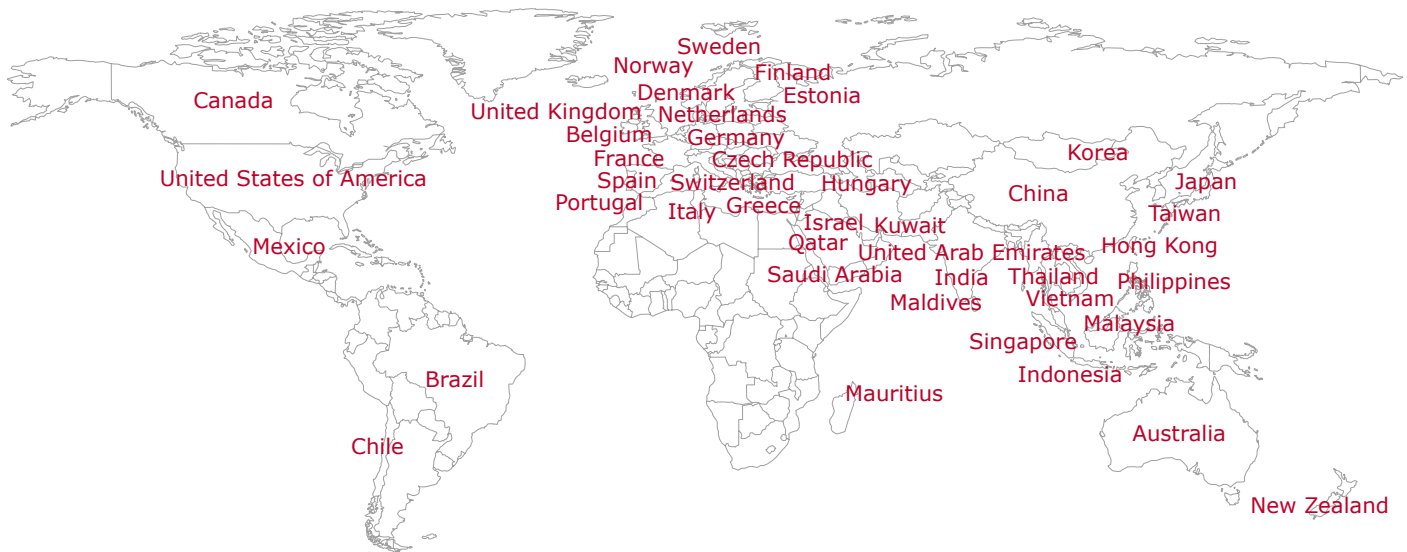 Sweden
Norway
Finland
Canada
Denmark
Estonia
United Kingdom
Netherlands
Belgium
Germany
France
Czech Republic
Korea
United States of America
Spain
Switzerland
Hungary
China
Japan
Portugal
Italy
Greece
Taiwan
Israel
Kuwait
Mexico
Qatar
United Arab Emirates
Hong Kong
Saudi Arabia
India
Thailand
Philippines
Maldives
Vietnam
Malaysia
Singapore
Indonesia
Brazil
Mauritius
Chile
Australia
New Zealand